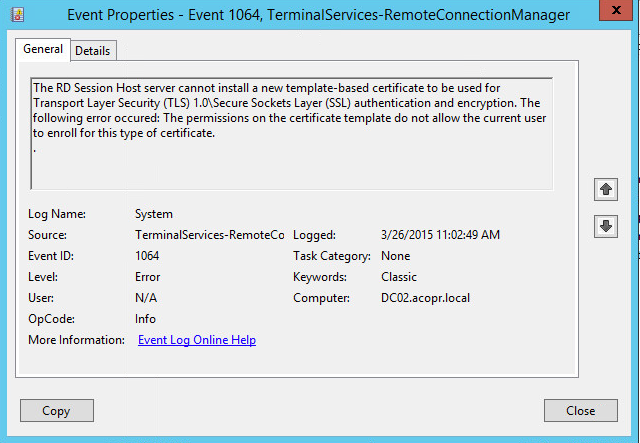 Event Properties - Event 1064, TerminalServices-RemoteConnectionManager
x
General Details
The RD Session Host server cannot install a new template-based certificate to be used for
Transport Layer Security (TLS) 1.0\Secure Sockets Layer (SSL) authentication and encryption. The
following error occured: The permissions on the certificate template do not allow the current user
to enroll for this type of certificate.
.
Log Name: System
Source: TerminalServices-RemoteCo Logged: 3/26/2015 11:02:49 AM
Event ID: 1064 Task Category: None
Level: Error Keywords: Classic
User: N/A Computer: DC02.acopr.local
OpCode: Info
More Information: Event Log Online Help
Copy Close